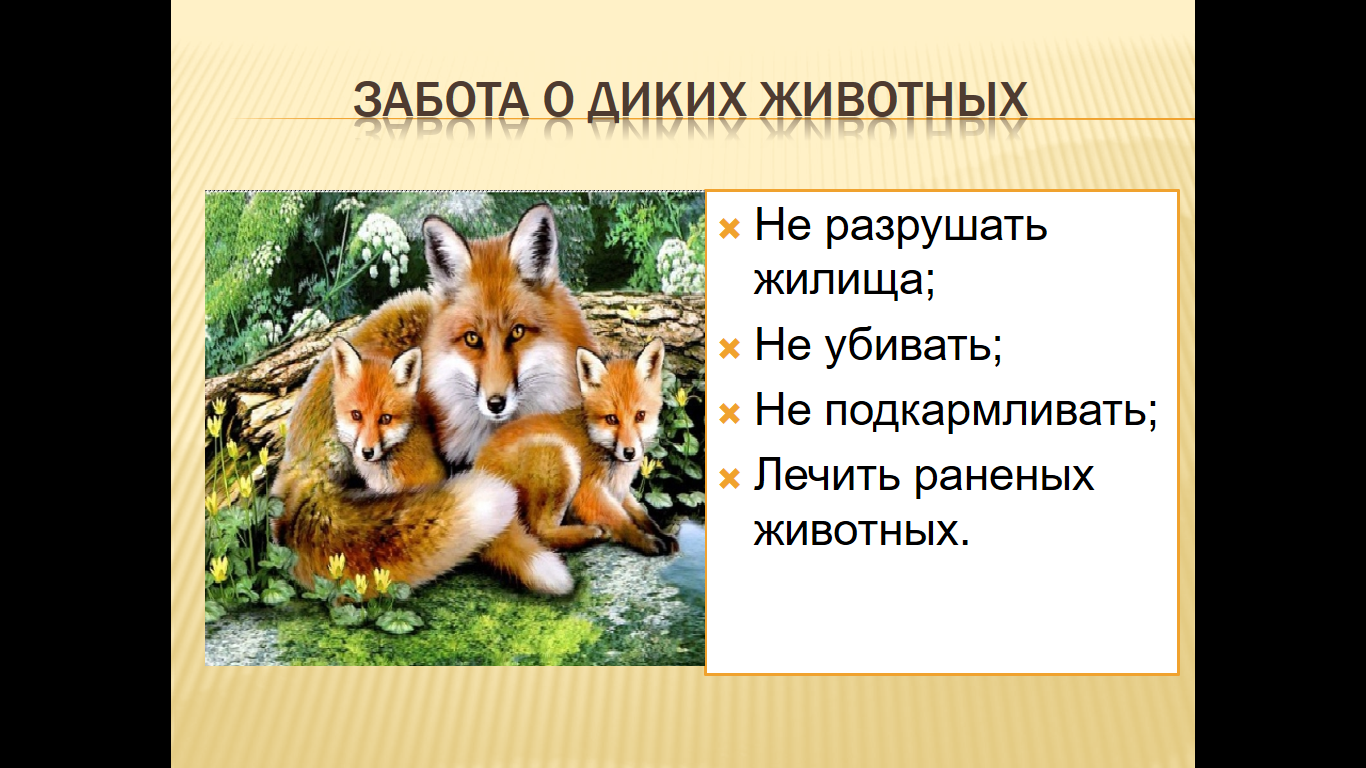 ЗАБОТА О ДИКИХ ЖИВОТНЫХ
Не разрушать
жилища;
Не убивать;
Не подкармливать;
Лечить раненых
животных.